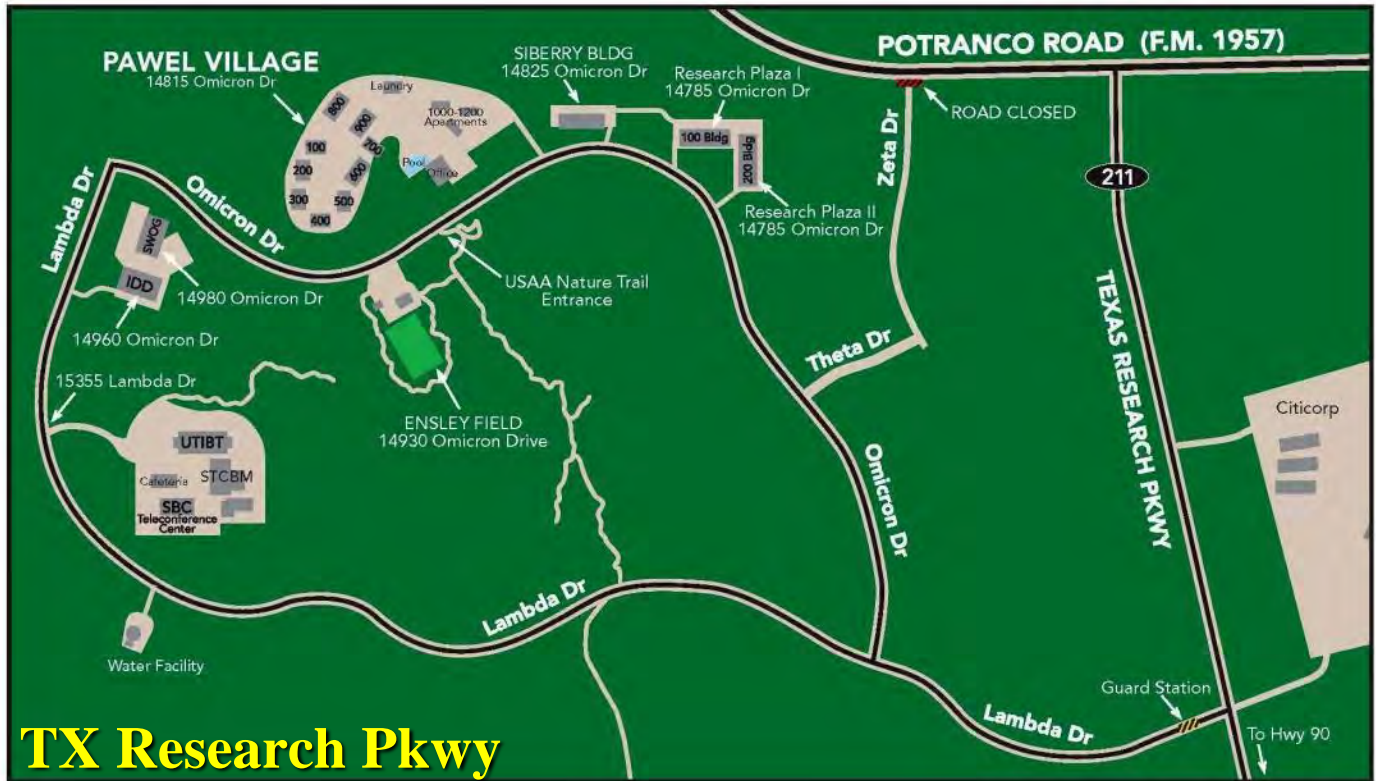 POTRANCO ROAD (F.M. 1957)
PAWEL VILLAGE
14815 Omicron Dr
SIBERRY BLDG
14825 Omicron Dr
Research Plaza I
14785 Omicron Dr
ROAD CLOSED
Laundry
800
900
1000-1200
Apartments
100
700
Pool
Office
200
600
300
500
400
100 Bldg
200 Bldg
Zeta Dr
211
Research Plaza II
14785 Omicron Dr
Lambda Dr
Omicron Dr
SWOG
IDD
14980 Omicron Dr
14960 Omicron Dr
USAA Nature Trail
Entrance
TEXAS RESEARCH PKWY
Theta Dr
15355 Lambda Dr
ENSLEY FIELD
14930 Omicron Drive
Citicorp
UTIBT
Cafeteria
STCBM
SBC
Teleconference
Center
Omicron Dr
Lambda Dr
Water Facility
Guard Station
Lambda Dr
To Hwy 90
TX Research Pkwy